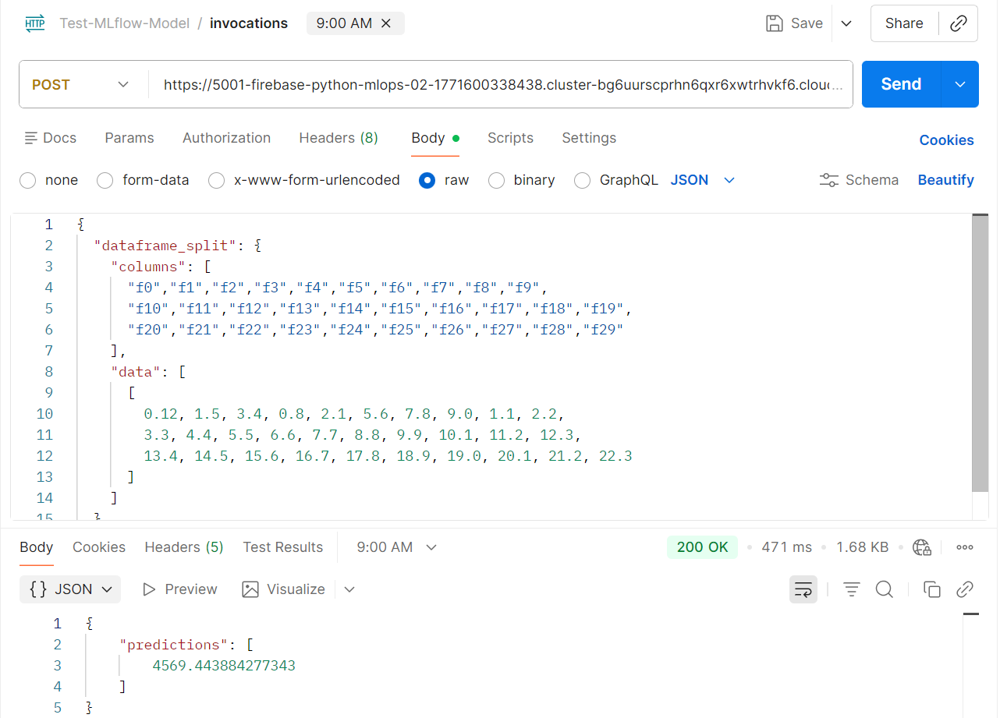 HTTP Test-MLflow-Model / invocations 9:00 AM Save Share
POST https://5001-firebase-python-mlops-02-1771600338438.cluster-bg6uurscprhn6qxr6xwtrhvkf6.clouc... Send
Docs Params Authorization Headers (8) Body Scripts Settings Cookies
none form-data x-www-form-urlencoded raw binary GraphQL JSON Schema Beautify
1 {
2 "dataframe_split": {
3 "columns": [
4 "f0","f1","f2","f3","f4","f5","f6","f7","f8","f9",
5 "f10","f11","f12","f13","f14","f15","f16","f17","f18","f19",
6 "f20","f21","f22","f23","f24","f25","f26","f27","f28","f29"
7 ],
8 "data": [
9 [
10 0.12, 1.5, 3.4, 0.8, 2.1, 5.6, 7.8, 9.0, 1.1, 2.2,
11 3.3, 4.4, 5.5, 6.6, 7.7, 8.8, 9.9, 10.1, 11.2, 12.3,
12 13.4, 14.5, 15.6, 16.7, 17.8, 18.9, 19.0, 20.1, 21.2, 22.3
13 ]
14 ]
15 }
Body Cookies Headers (5) Test Results 9:00 AM 200 OK 471 ms 1.68 KB
{} JSON Preview Visualize
1 {
2 "predictions": [
3 4569.443884277343
4 ]
5 }